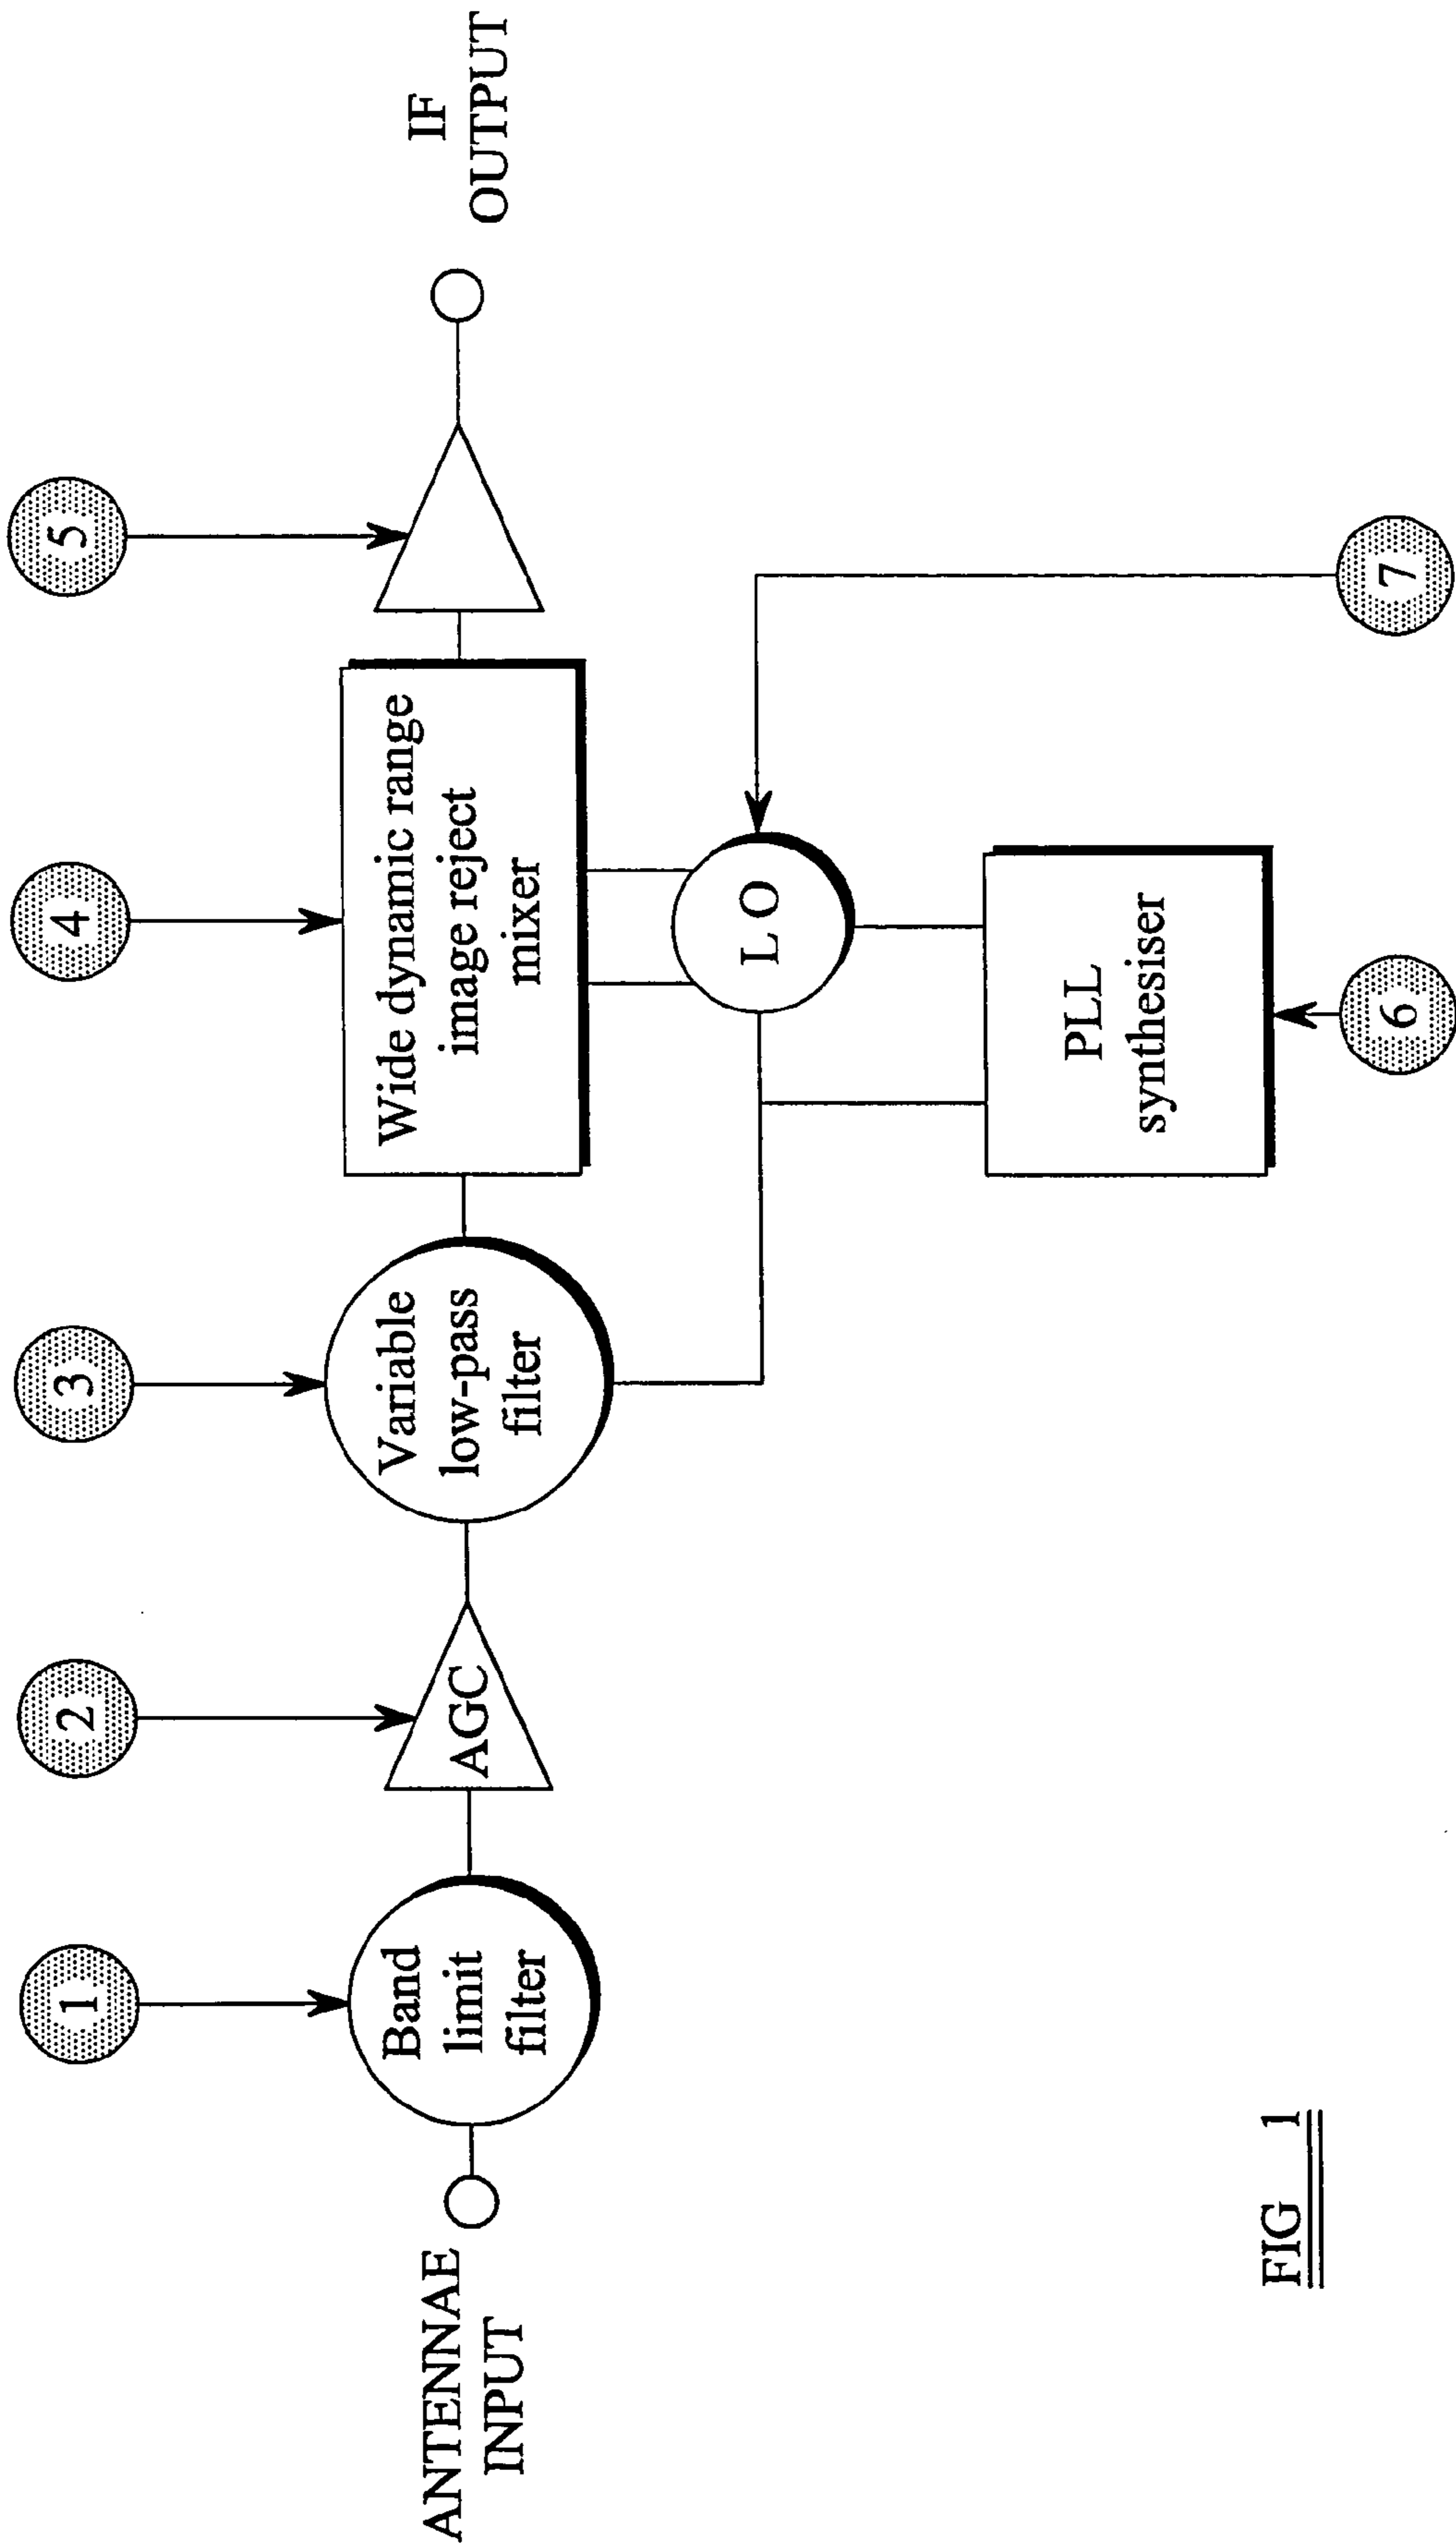 1
2
3
4
5
ANTENNAE
INPUT
Band
limit
filter
AGC
Variable
low-pass
filter
Wide dynamic range
image reject
mixer
IF
OUTPUT
L O
PLL
synthesiser
6
7
FIG 1